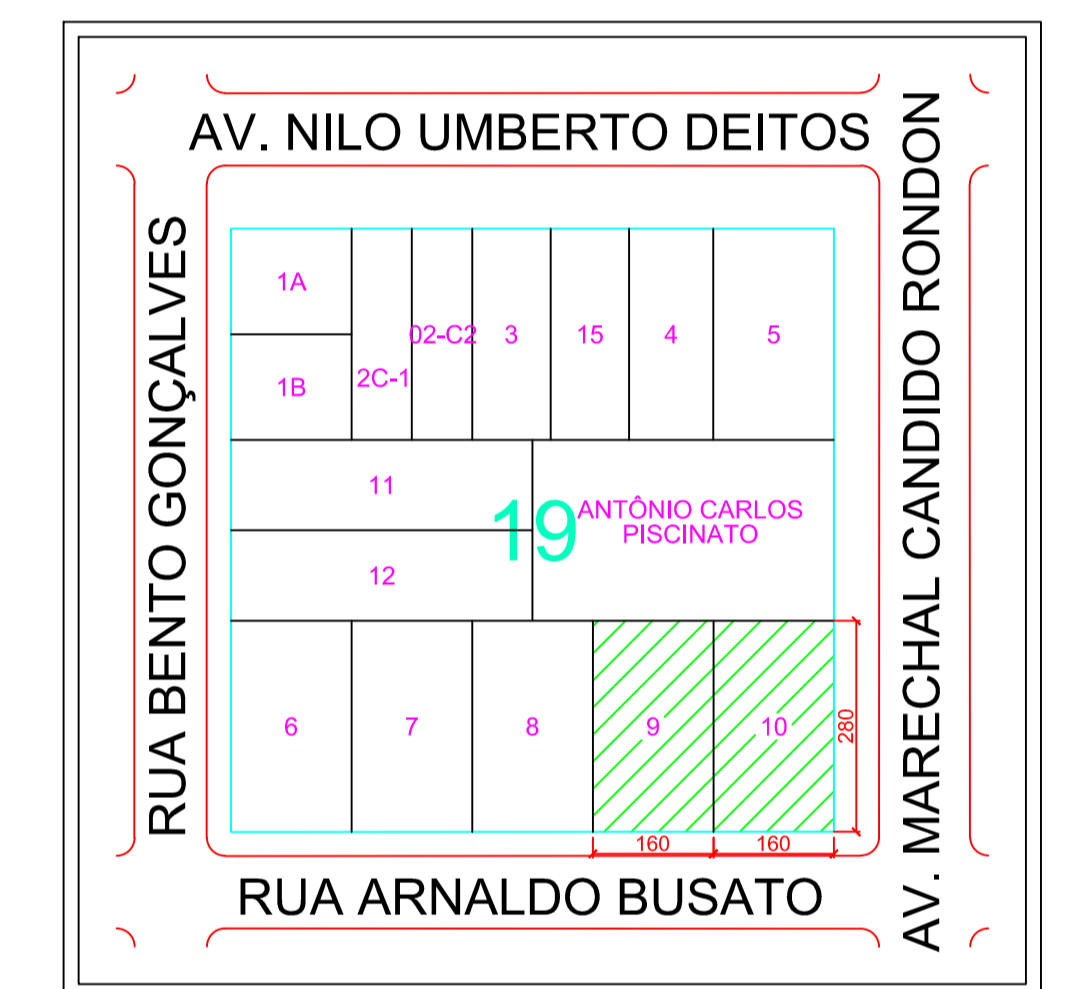 AV. NILO UMBERTO DEITOS
RUA BENTO GONÇALVES
AV. MARECHAL CANDIDO RONDON
1A
02-C2
3
15
4
5
2C-1
1B
11
19
ANTÔNIO CARLOS
PISCINATO
12
6
7
8
9
10
280
160
160
RUA ARNALDO BUSATO